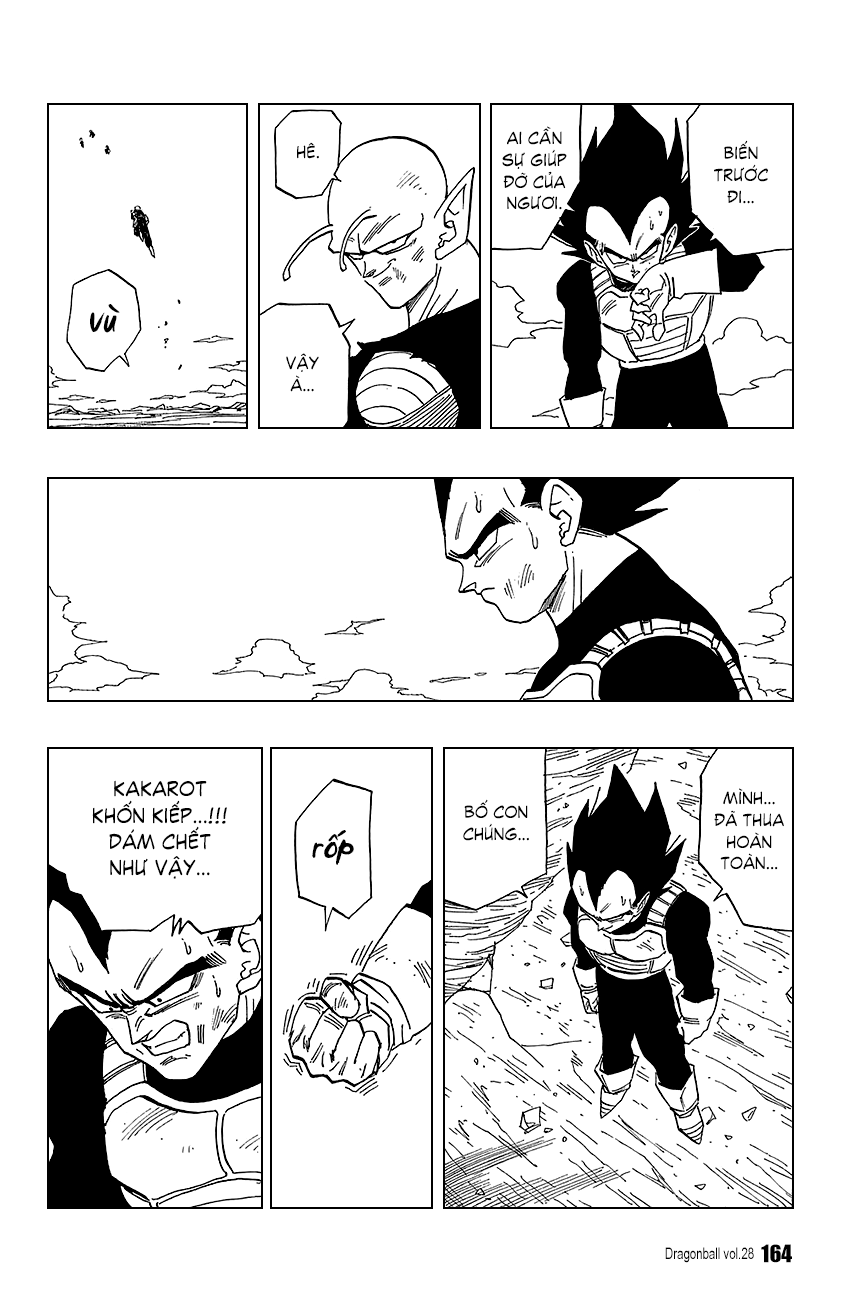 BIẾN
TRƯỚC
ĐI...
AI CẦN
SỰ GIÚP
ĐỠ CỦA
NGƯƠI.
HÊ.
VẬY
À...
VÙ
MÌNH...
ĐÃ THUA
HOÀN
TOÀN...
BỐ CON
CHÚNG...
RỐP
KAKAROT
KHỐN KIẾP...!!!
DÁM CHẾT
NHƯ VẬY...
Dragonball vol.28 164